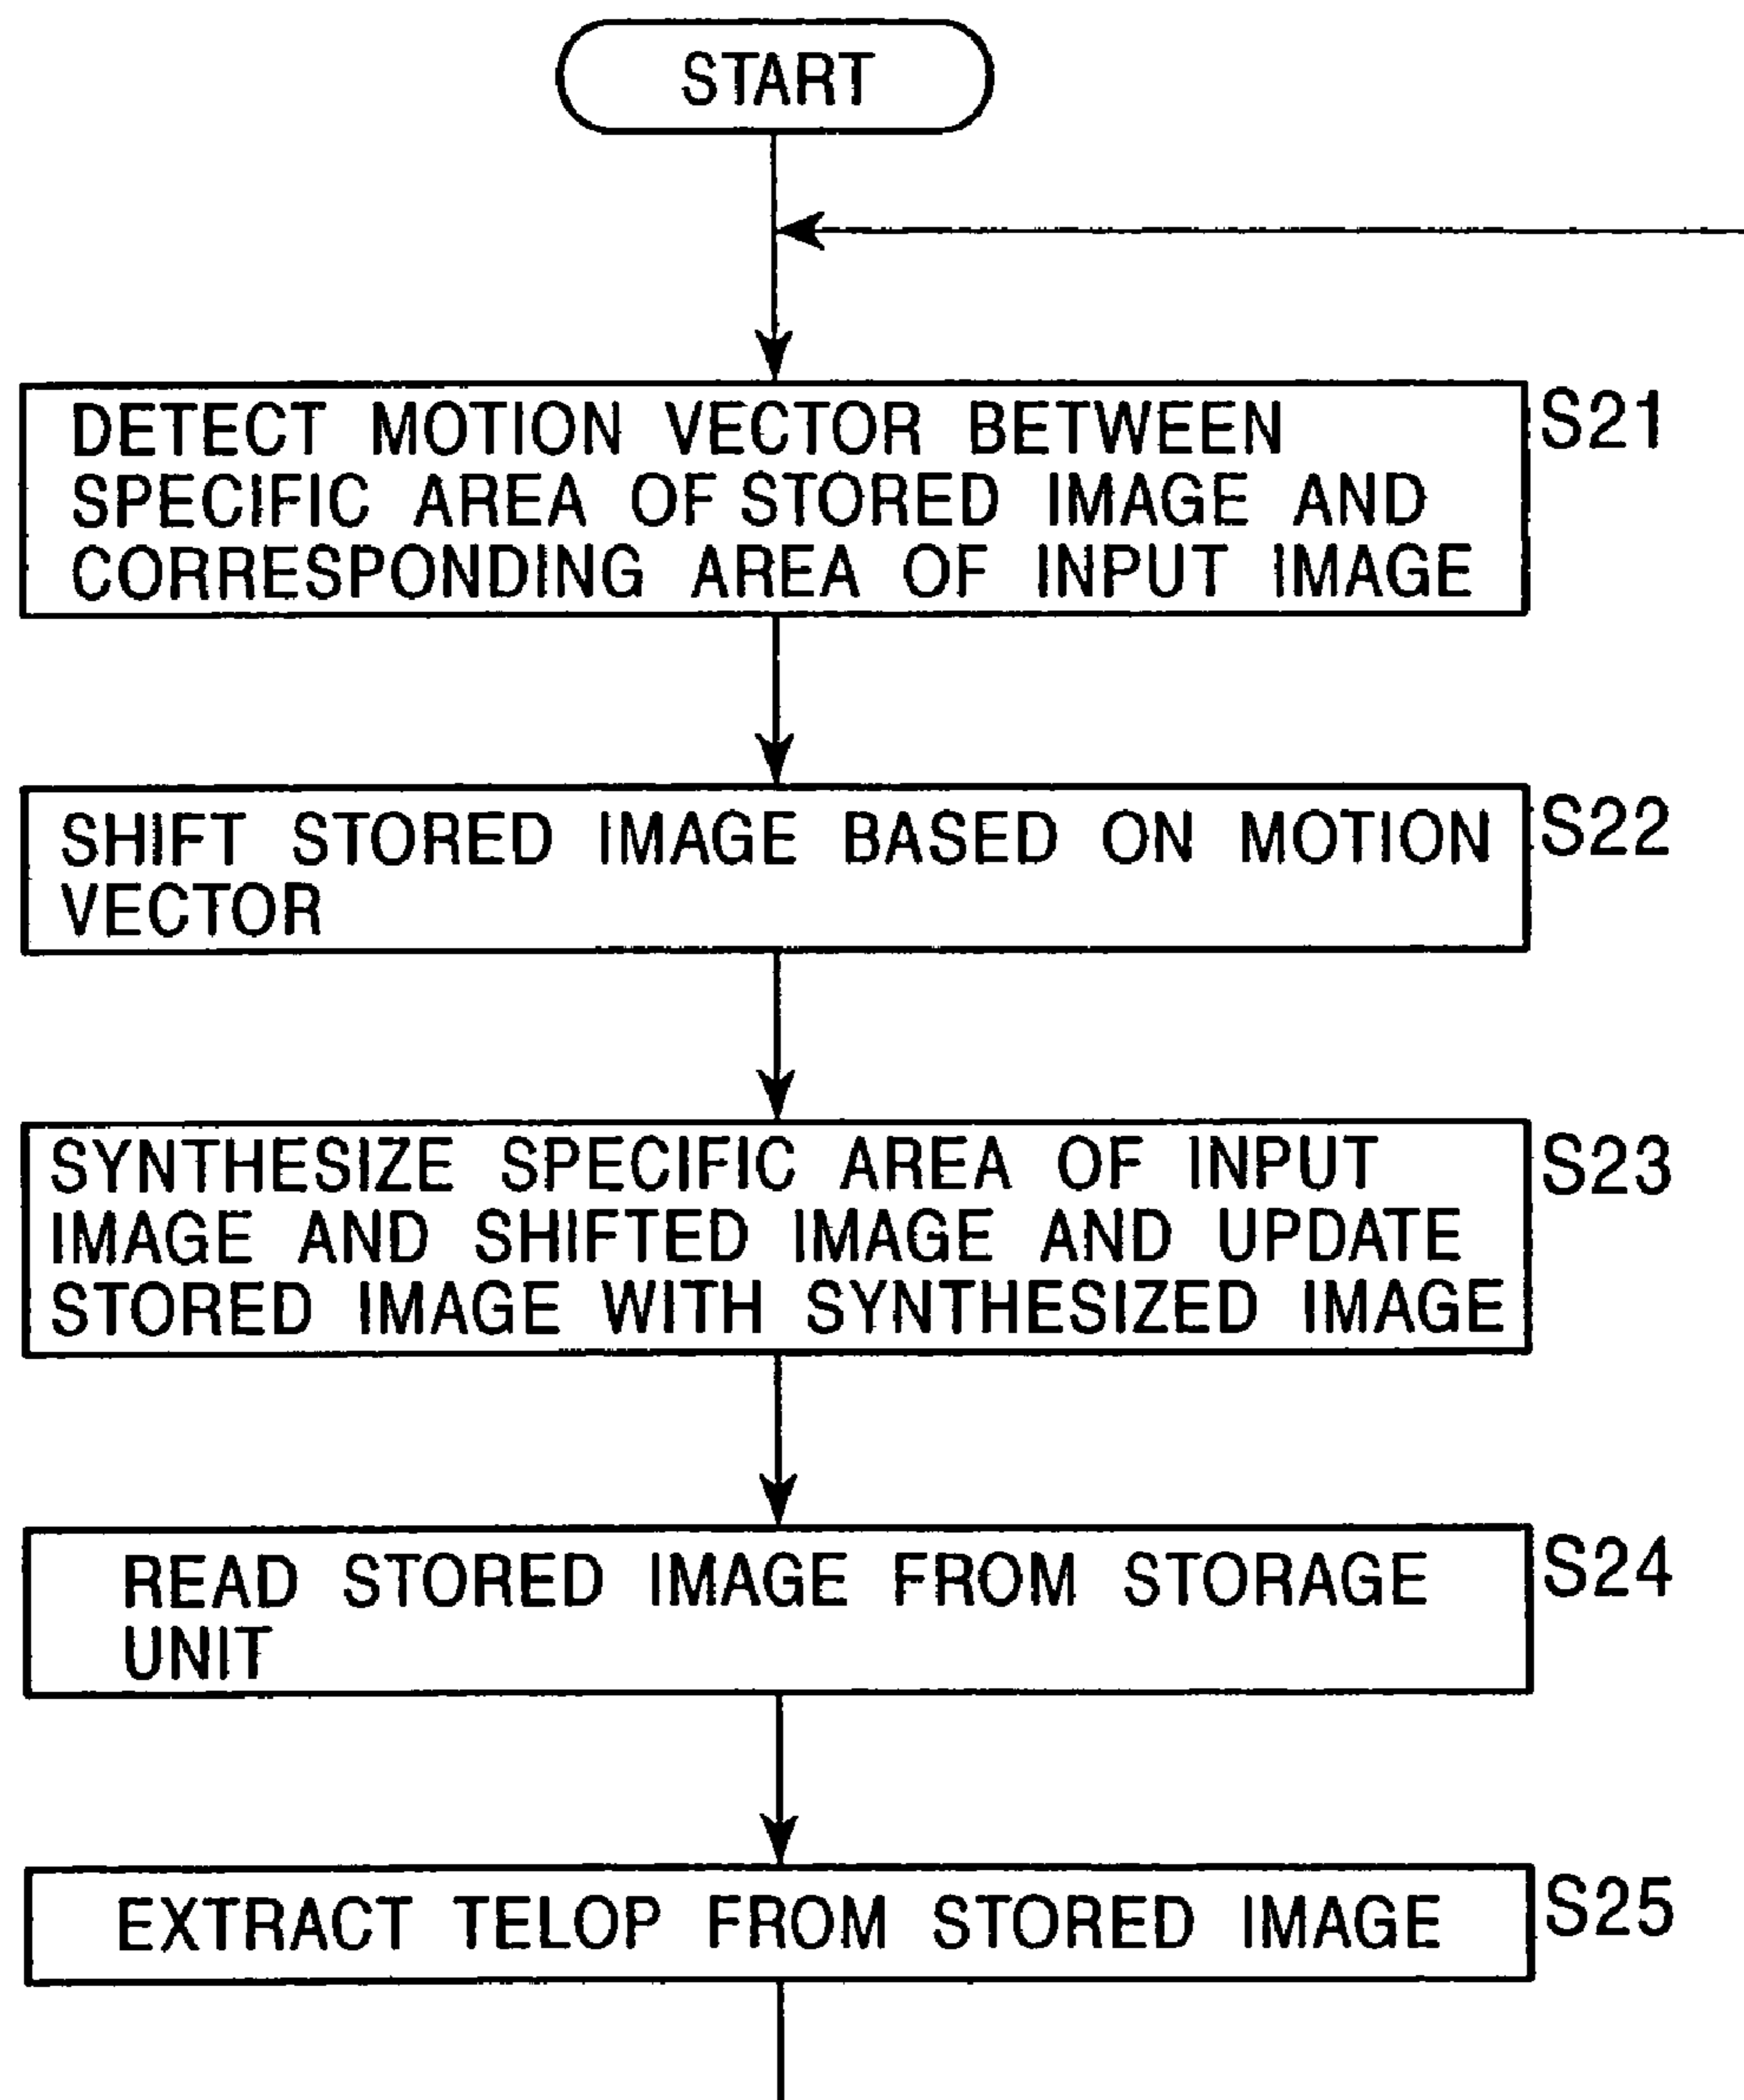 START
DETECT MOTION VECTOR BETWEEN
SPECIFIC AREA OF STORED IMAGE AND
CORRESPONDING AREA OF INPUT IMAGE
S21
SHIFT STORED IMAGE BASED ON MOTION
VECTOR
S22
SYNTHESIZE SPECIFIC AREA OF INPUT
IMAGE AND SHIFTED IMAGE AND UPDATE
STORED IMAGE WITH SYNTHESIZED IMAGE
S23
READ STORED IMAGE FROM STORAGE
UNIT
S24
EXTRACT TELOP FROM STORED IMAGE
S25